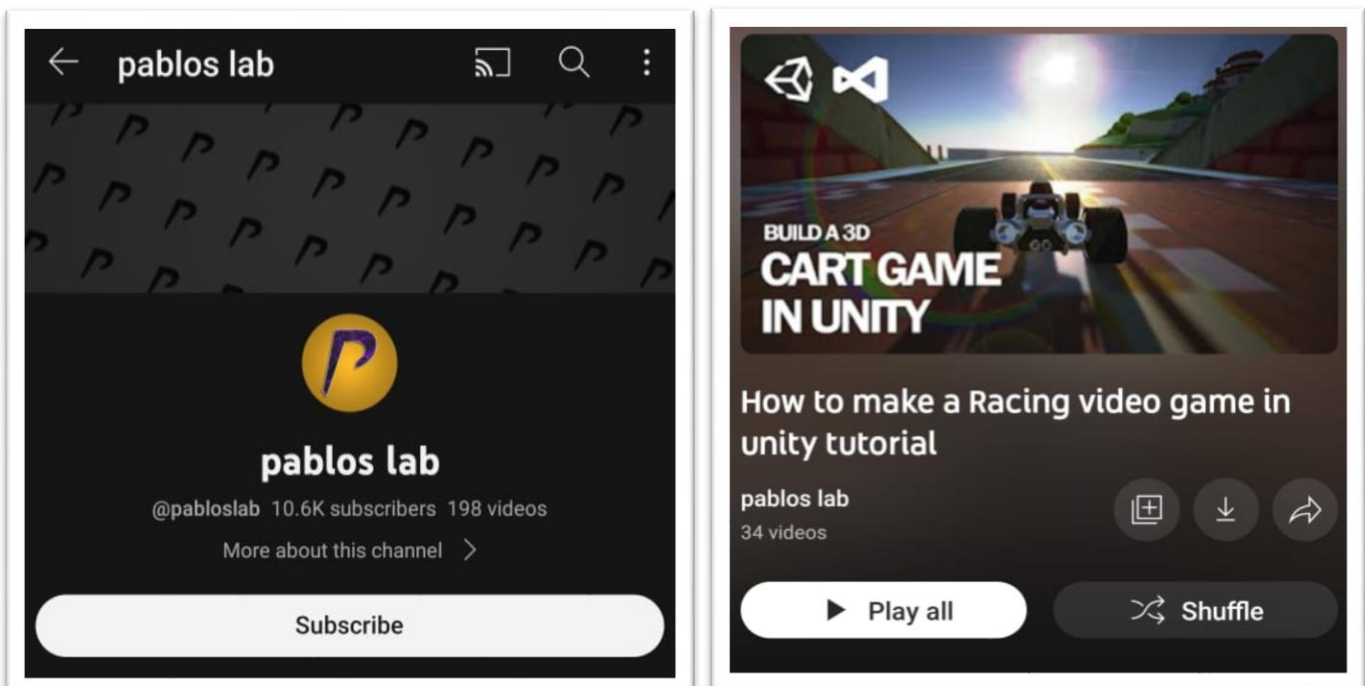 pablos lab
P
pablos lab
@pabloslab 10.6K subscribers 198 videos
More about this channel
Subscribe
BUILD A 3D
CART GAME
IN UNITY
How to make a Racing video game in
unity tutorial
pablos lab
34 videos
Play all
Shuffle